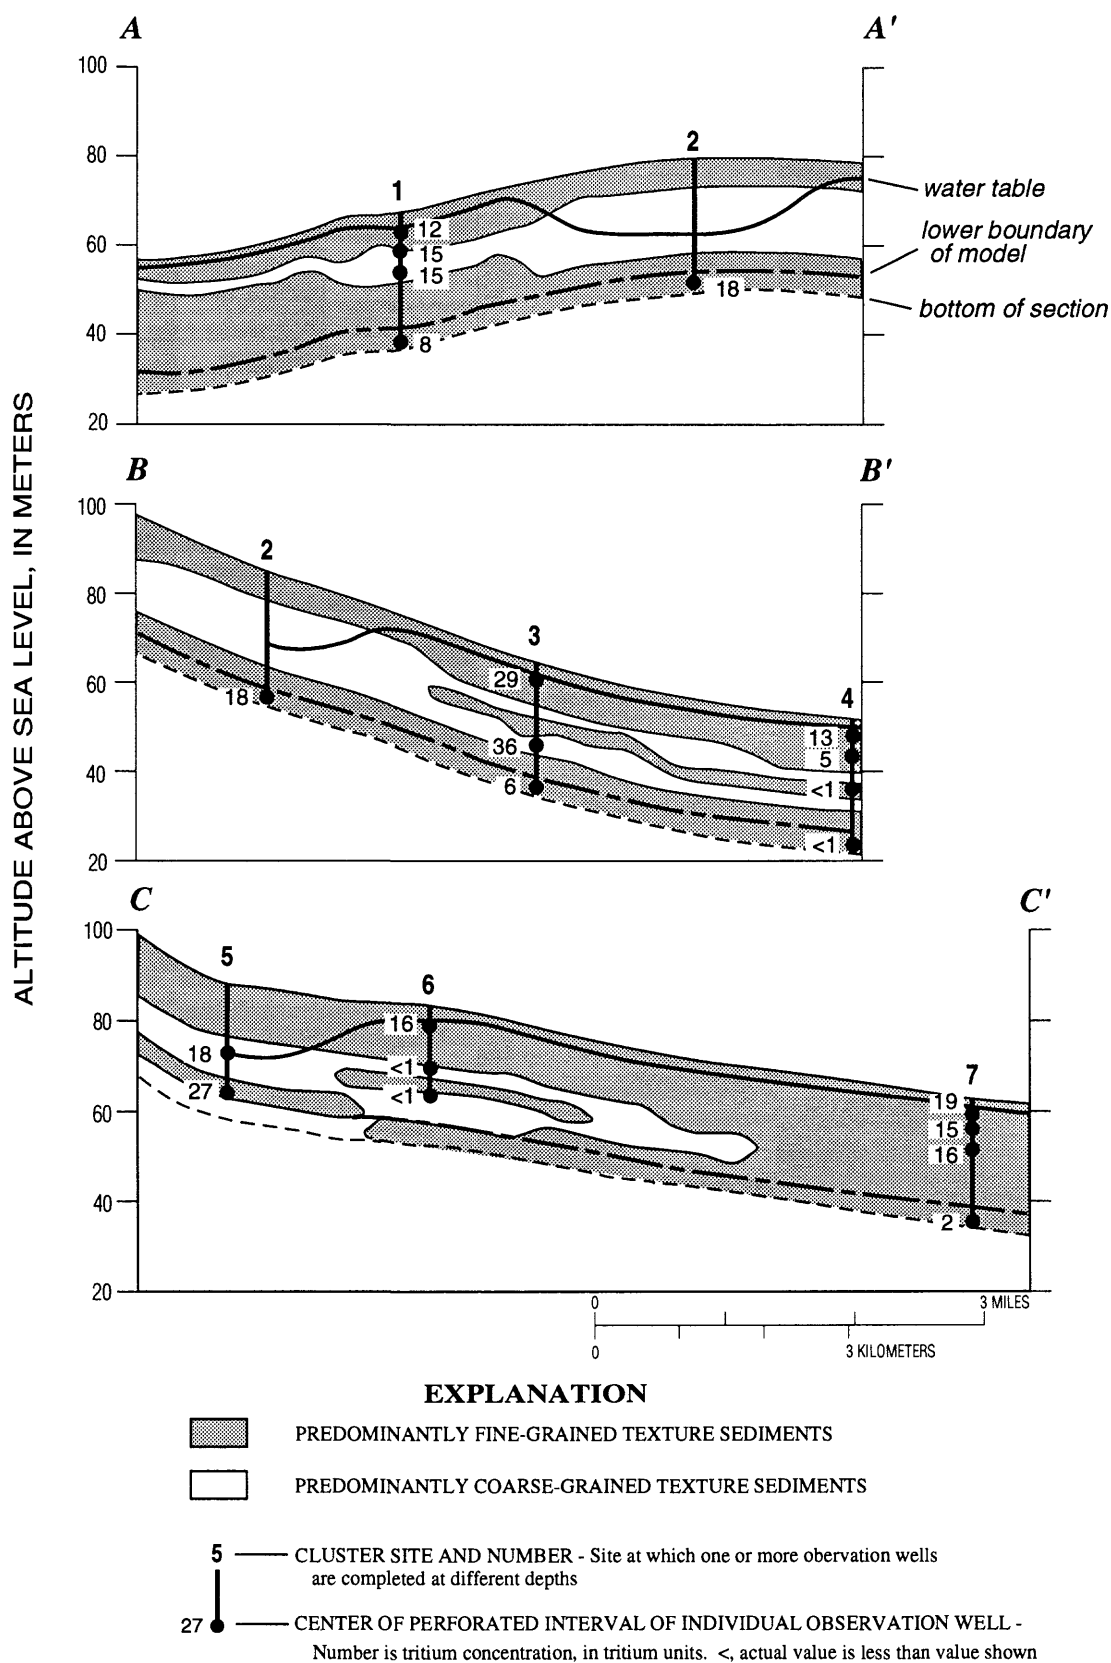 A
A'
100
80
60
40
20
1
12
15
15
8
2
18
water table
lower boundary
of model
bottom of section
ALTITUDE ABOVE SEA LEVEL, IN METERS
B
B'
100
80
60
40
20
2
18
3
29
36
6
4
13
5
<1
<1
C
C'
100
80
60
40
20
5
18
27
6
16
<1
<1
7
19
15
16
2
0
3 MILES
0
3 KILOMETERS
EXPLANATION
PREDOMINANTLY FINE-GRAINED TEXTURE SEDIMENTS
PREDOMINANTLY COARSE-GRAINED TEXTURE SEDIMENTS
5
CLUSTER SITE AND NUMBER - Site at which one or more obervation wells
are completed at different depths
27
CENTER OF PERFORATED INTERVAL OF INDIVIDUAL OBSERVATION WELL -
Number is tritium concentration, in tritium units. <, actual value is less than value shown